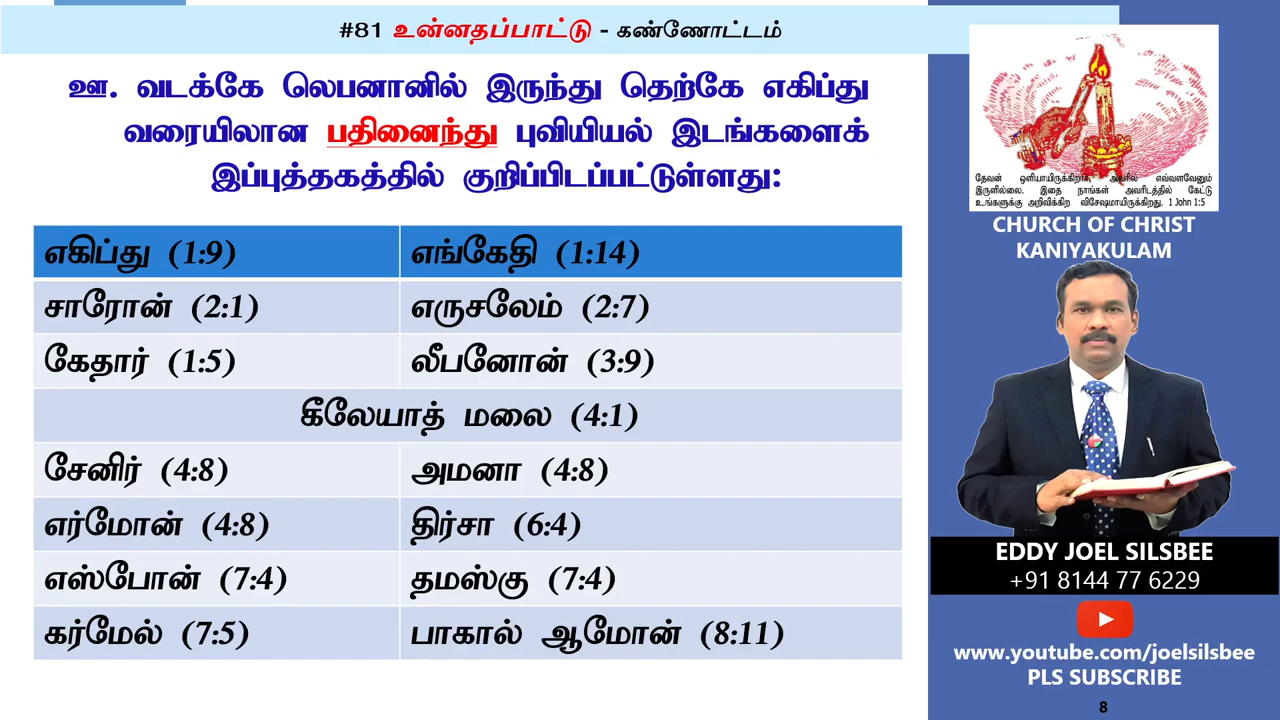 #81 உன்னதப்பாட்டு - கண்ணோட்டம்
ஊ. வடக்கே லெபனானில் இருந்து தெற்கே எகிப்து
வரையிலான பதினைந்து புவியியல் இடங்களைக்
இப்புத்தகத்தில் குறிப்பிடப்பட்டுள்ளது:
எகிப்து (1:9) எங்கேதி (1:14)
சாரோன் (2:1) எருசலேம் (2:7)
கேதார் (1:5) லீபனோன் (3:9)
கீலேயாத் மலை (4:1)
சேனிர் (4:8) அமனா (4:8)
எர்மோன் (4:8) திர்சா (6:4)
எஸ்போன் (7:4) தமஸ்கு (7:4)
கர்மேல் (7:5) பாகால் ஆமோன் (8:11)
தேவன் ஒளியாயிருக்கிறார், அவரில் எவ்வளவேனும்
இருளில்லை. இதை நாங்கள் அவரிடத்தில் கேட்டு
உங்களுக்கு அறிவிக்கிற விசேஷமாயிருக்கிறது. 1 John 1:5
CHURCH OF CHRIST
KANIYAKULAM
EDDY JOEL SILSBEE
+91 8144 77 6229
www.youtube.com/joelsilsbee
PLS SUBSCRIBE
8